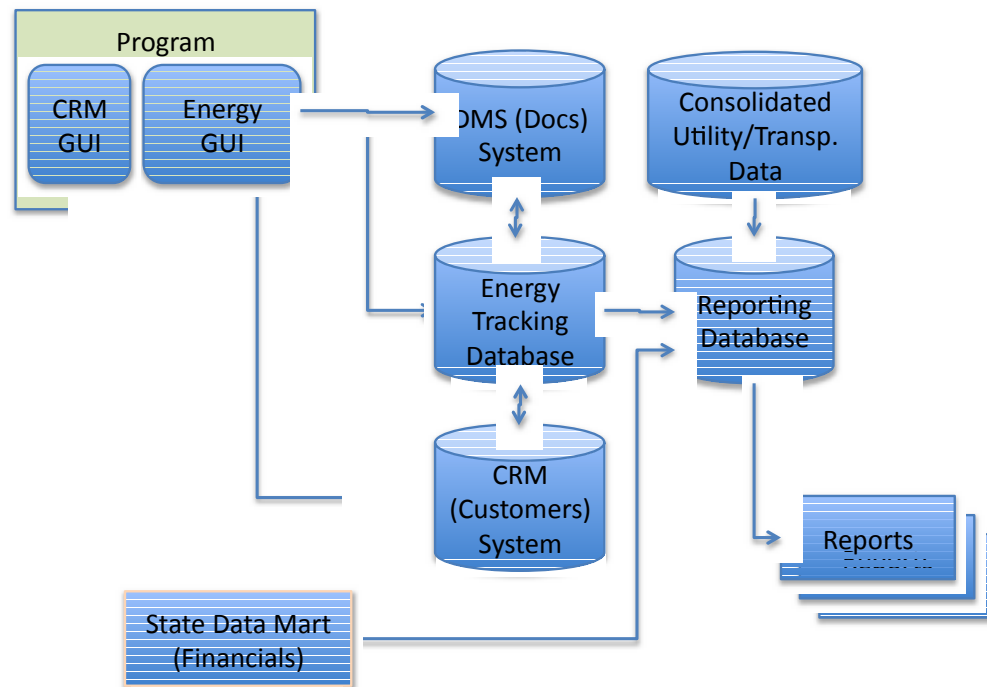 Program
CRM
GUI
Energy
GUI
DMS (Docs)
System
Consolidated
Utility/Transp.
Data
Energy
Tracking
Database
Reporting
Database
CRM
(Customers)
System
Reports
State Data Mart
(Financials)